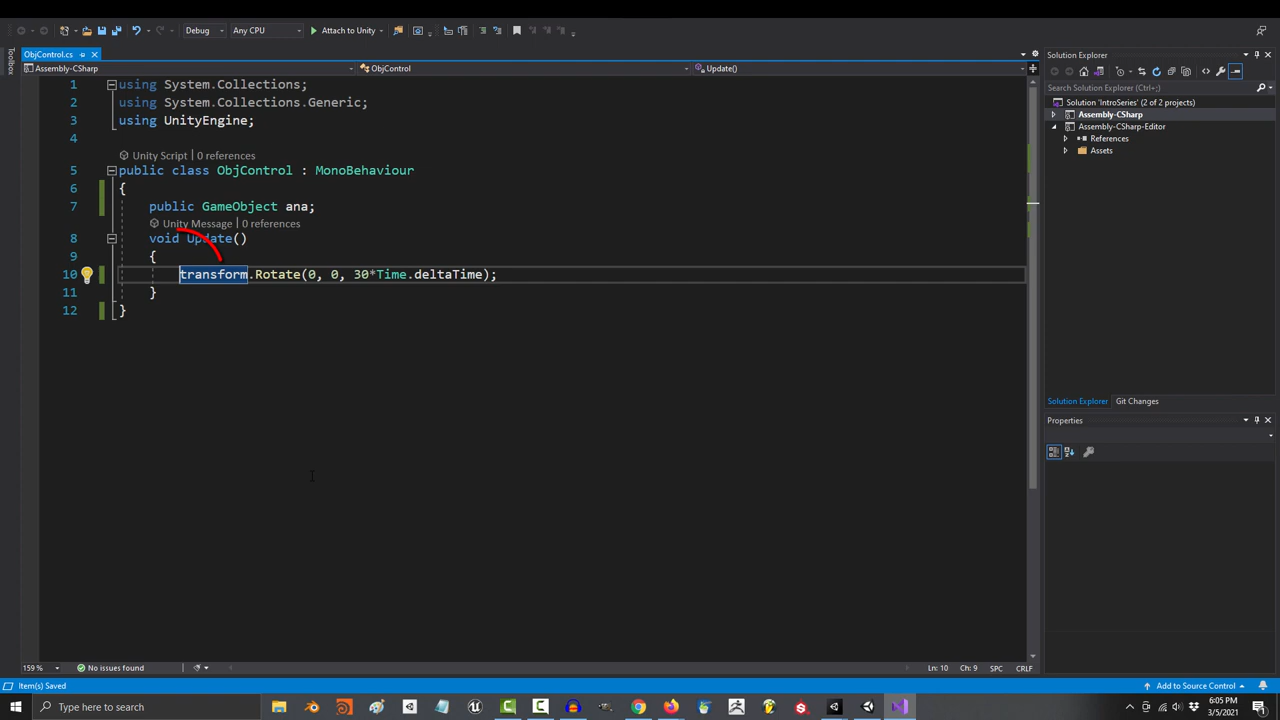 Debug
Any CPU
Attach to Unity
Toolbox
ObjControl.cs
Assembly-CSharp
ObjControl
Update()
1 using System.Collections;
2 using System.Collections.Generic;
3 using UnityEngine;
4
Unity Script | 0 references
5 public class ObjControl : MonoBehaviour
6 {
7 public GameObject ana;
Unity Message | 0 references
8 void Update()
9 {
10 transform.Rotate(0, 0, 30*Time.deltaTime);
11 }
12 }
159 %
No issues found
Ln: 10
Ch: 9
SPC
CRLF
Solution Explorer
Search Solution Explorer (Ctrl+;)
Solution 'IntroSeries' (2 of 2 projects)
Assembly-CSharp
Assembly-CSharp-Editor
References
Assets
Solution Explorer
Git Changes
Properties
Item(s) Saved
Add to Source Control
Type here to search
6:05 PM
3/5/2021